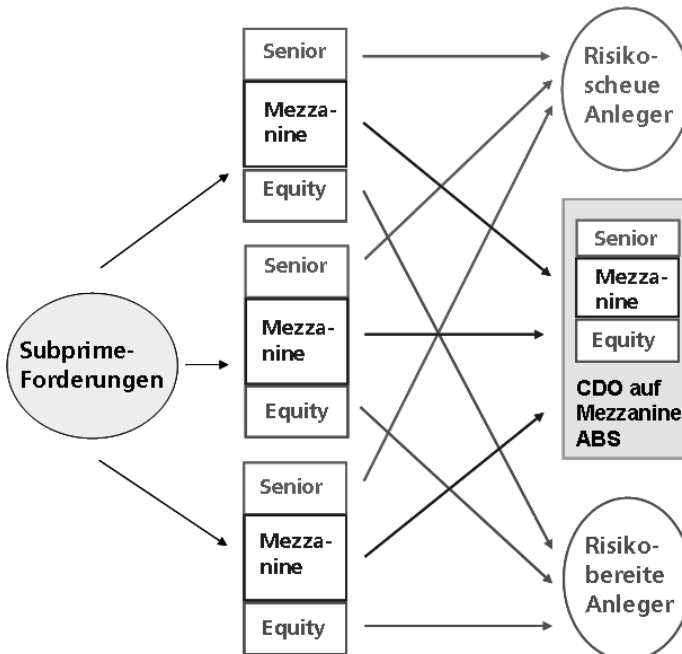 Subprime-
Forderungen
Senior
Mezza-
nine
Equity
Senior
Mezza-
nine
Equity
Senior
Mezza-
nine
Equity
Risiko-
scheue
Anleger
Senior
Mezza-
nine
Equity
CDO auf
Mezzanine
ABS
Risiko-
bereite
Anleger